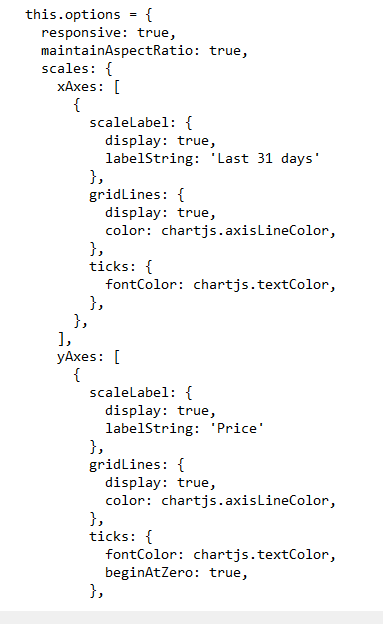 this.options = {
responsive: true,
maintainAspectRatio: true,
scales: {
xAxes: [
{
scaleLabel: {
display: true,
labelString: 'Last 31 days'
},
gridLines: {
display: true,
color: chartjs.axisLineColor,
},
ticks: {
fontColor: chartjs.textColor,
},
},
],
yAxes: [
{
scaleLabel: {
display: true,
labelString: 'Price'
},
gridLines: {
display: true,
color: chartjs.axisLineColor,
},
ticks: {
fontColor: chartjs.textColor,
beginAtZero: true,
},